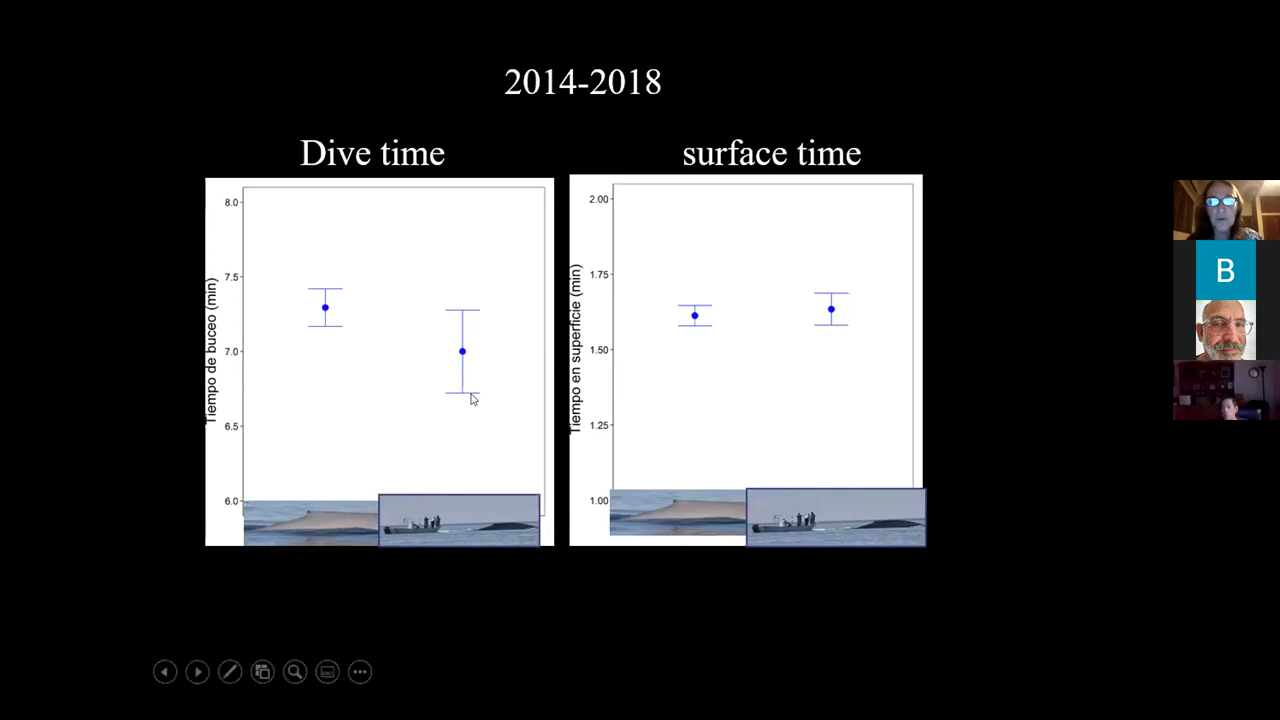 2014-2018
Dive time
surface time
Tiempo de buceo (min)
8.0
7.5
7.0
6.5
6.0
Tiempo en superficie (min)
2.00
1.75
1.50
1.25
1.00
B